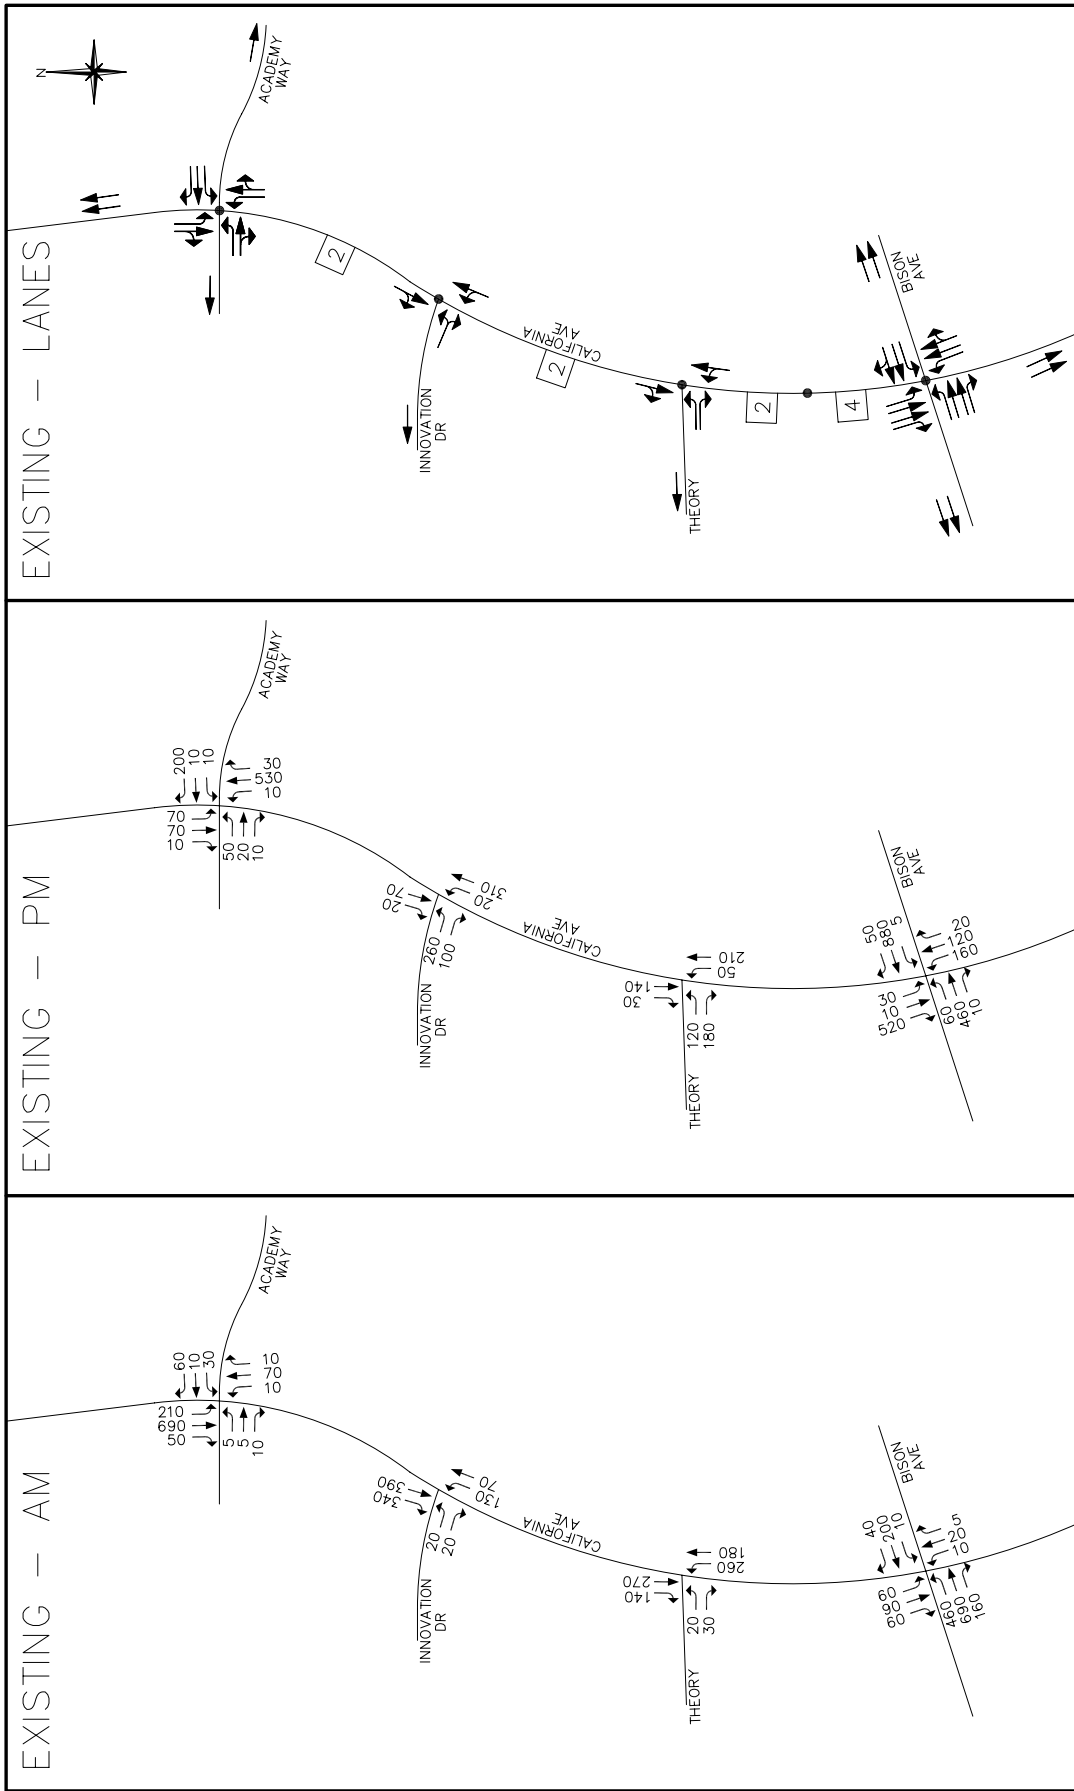 EXISTING – LANES
N
ACADEMY
WAY
2
INNOVATION
DR
CALIFORNIA
AVE
2
THEORY
2
4
BISON
AVE
EXISTING – PM
ACADEMY
WAY
200
10
10
70
70
10
50
20
10
30
530
10
INNOVATION
DR
70
20
260
100
310
20
CALIFORNIA
AVE
THEORY
140
30
120
180
210
50
BISON
AVE
50
880
5
30
10
520
60
460
10
20
120
160
EXISTING – AM
ACADEMY
WAY
60
10
30
210
690
50
5
5
10
10
70
10
INNOVATION
DR
390
340
20
20
70
130
CALIFORNIA
AVE
THEORY
270
140
20
30
180
260
BISON
AVE
40
200
10
60
90
60
460
690
160
5
20
10